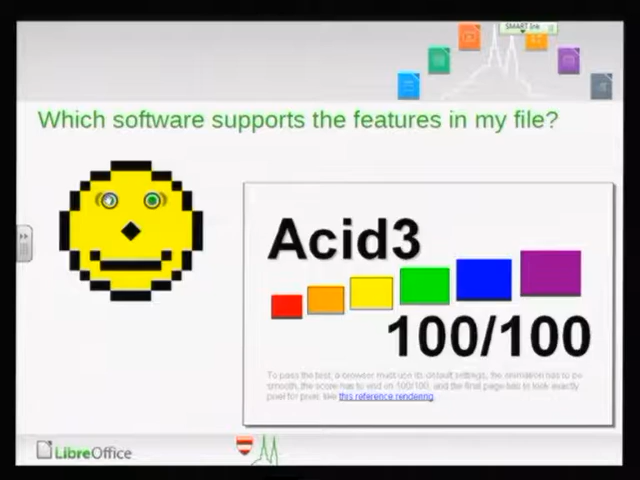 SMART Ink
Which software supports the features in my file?
Acid3
100/100
To pass the test, a browser must use its default settings, the animation has to be
smooth, the score has to end on 100/100, and the final page has to look exactly
pixel for pixel, like this reference rendering.
LibreOffice